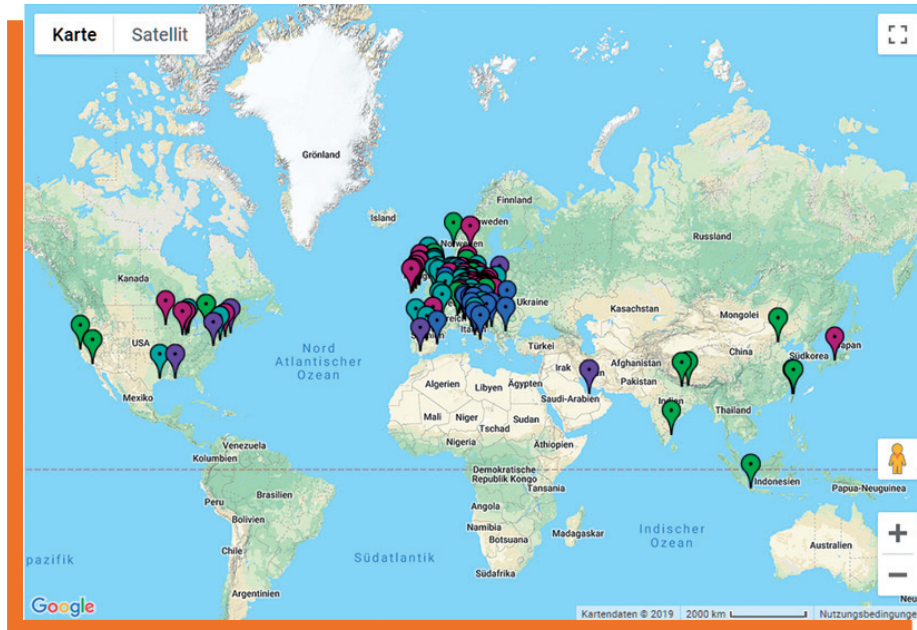 Karte
Satellit
Grönland
Island
Finnland
Norwegen
Russland
Kanada
USA
Ukraine
Kasachstan
Mongolei
Nord
Atlantischer
Ozean
Türkei
Irak
Afghanistan
China
Südkorea
Japan
Mexiko
Algerien
Libyen
Ägypten
Saudi-Arabien
Pakistan
Indien
Thailand
Mali
Niger
Tschad
Sudan
Nigeria
Äthiopien
Venezuela
Kolumbien
Demokratische
Republik Kongo
Tansania
Indonesien
Papua-Neuguinea
Peru
Brasilien
Bolivien
Angola
Namibia
Botsuana
Madagaskar
Indischer
Ozean
Australien
Chile
Südatlantik
pazifik
Südafrika
Argentinien
Google
Kartendaten © 2019
2000 km
Nutzungsbedingunge
Neu